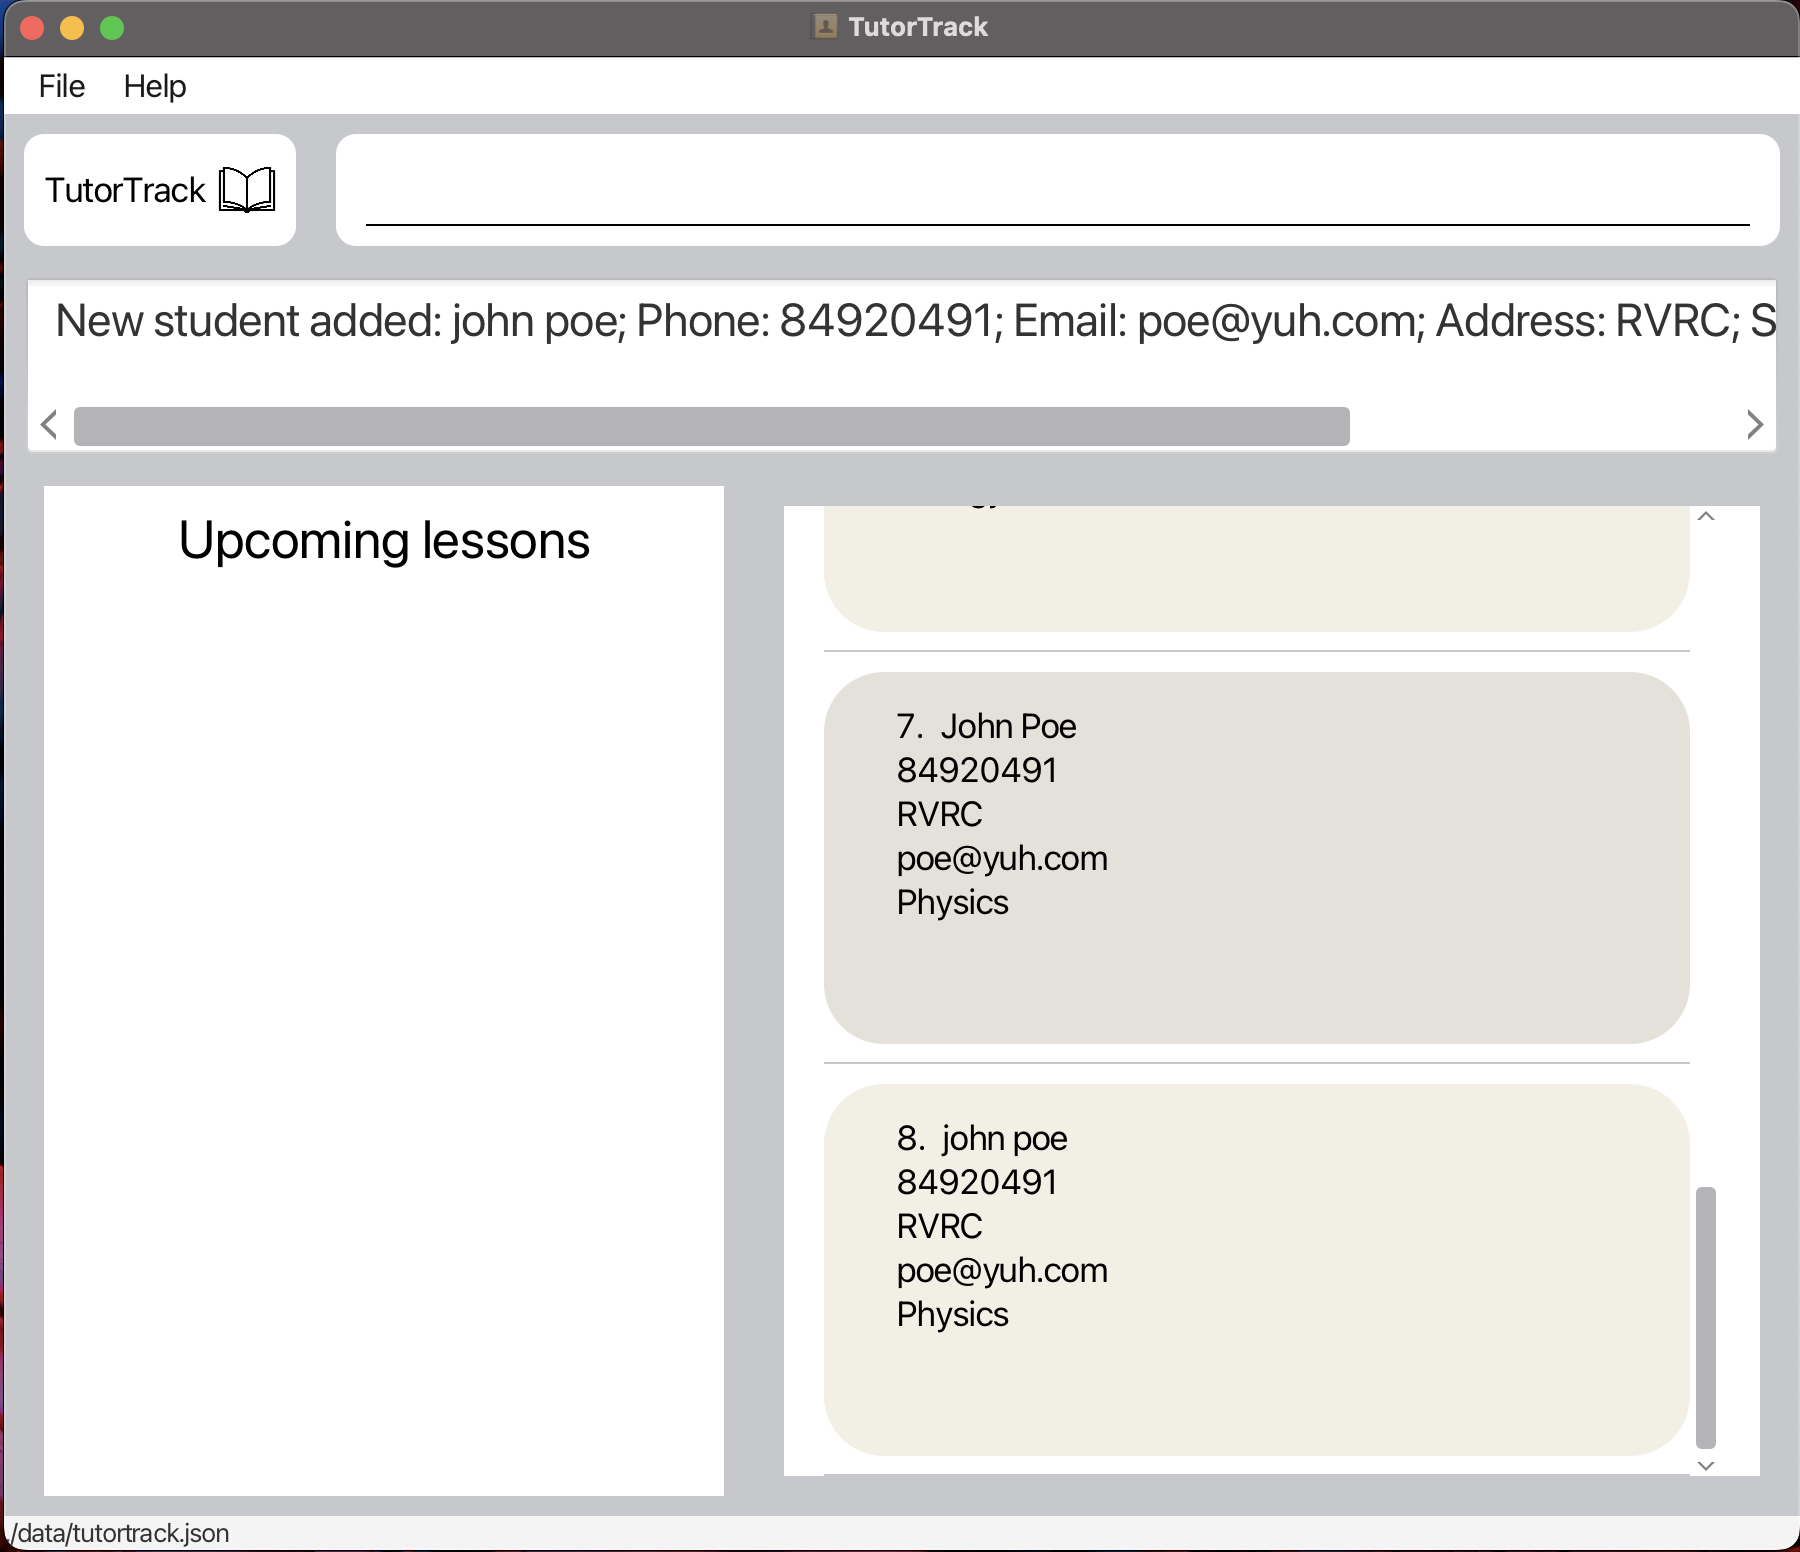 TutorTrack
File Help
TutorTrack
New student added: john poe; Phone: 84920491; Email: poe@yuh.com; Address: RVRC; S
Upcoming lessons
7. John Poe
84920491
RVRC
poe@yuh.com
Physics
8. john poe
84920491
RVRC
poe@yuh.com
Physics
/data/tutortrack.json